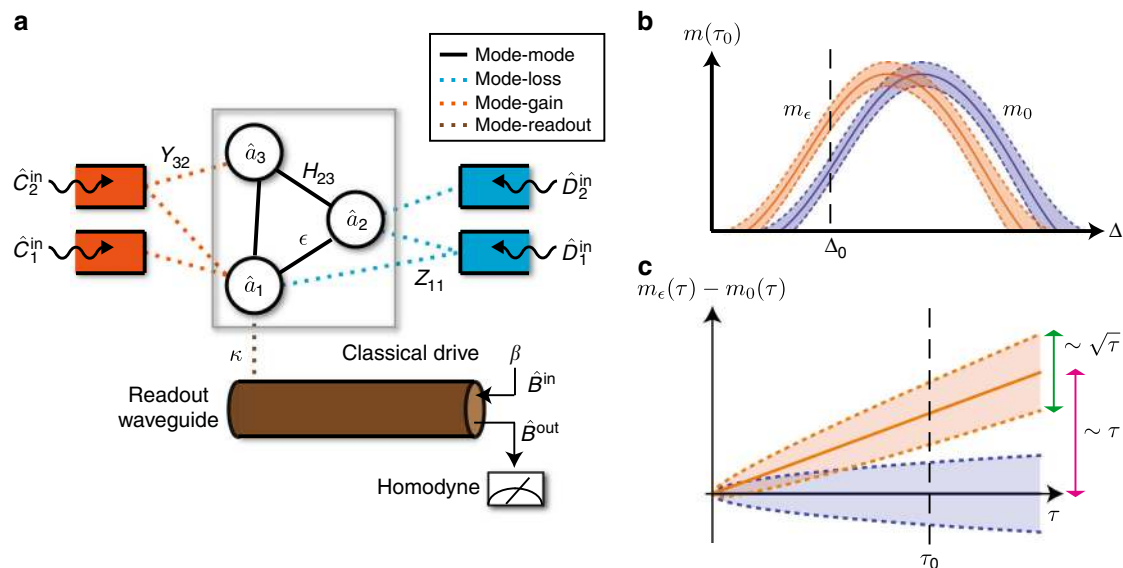 a
Mode-mode
Mode-loss
Mode-gain
Mode-readout
Y₃₂
â₃
H₂₃
Ĉ₂ⁱⁿ
D̂₂ⁱⁿ
â₂
ϵ
Ĉ₁ⁱⁿ
D̂₁ⁱⁿ
â₁
Z₁₁
κ
Classical drive
β
B̂ⁱⁿ
Readout
waveguide
B̂ᵒᵘᵗ
Homodyne
b
m(τ₀)
mϵ
m₀
Δ
Δ₀
c
mϵ(τ) − m₀(τ)
∼ √τ
∼ τ
τ
τ₀